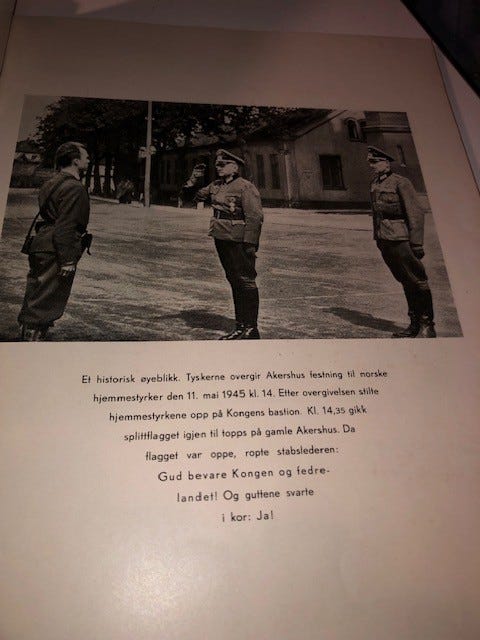 Et historisk øyeblikk. Tyskerne overgir Akershus festning til norske
hjemmestyrker den 11. mai 1945 kl. 14. Etter overgivelsen stilte
hjemmestyrkene opp på Kongens bastion. Kl. 14,35 gikk
splittflagget igjen til topps på gamle Akershus. Da
flagget var oppe, ropte stabslederen:
Gud bevare Kongen og fedre-
landet! Og guttene svarte
i kor: Ja!